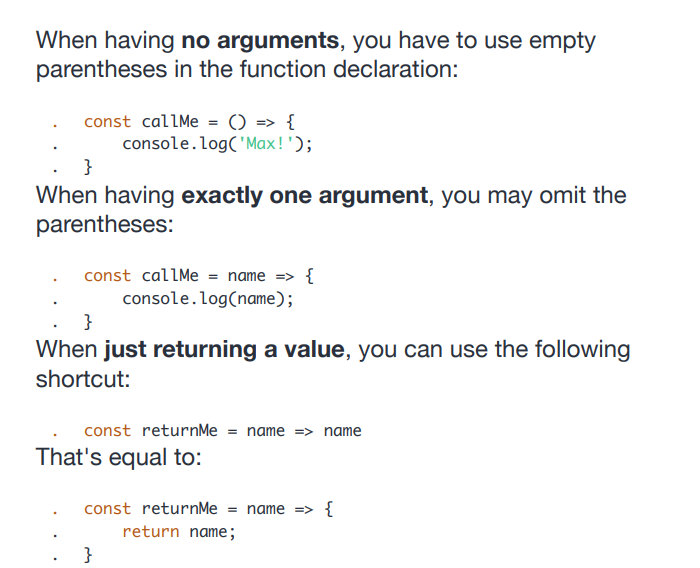 When having no arguments, you have to use empty
parentheses in the function declaration:
. const callMe = () => {
.     console.log('Max!');
. }
When having exactly one argument, you may omit the
parentheses:
. const callMe = name => {
.     console.log(name);
. }
When just returning a value, you can use the following
shortcut:
. const returnMe = name => name
That's equal to:
. const returnMe = name => {
.     return name;
. }